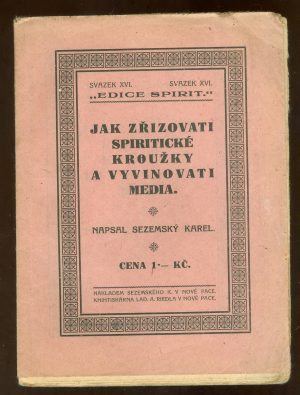 SVAZEK XVI. SVAZEK XVI.
„EDICE SPIRIT."
JAK ZŘIZOVATI
SPIRITICKÉ
KROUŽKY
A VYVINOVATI
MEDIA.
NAPSAL SEZEMSKÝ KAREL.
CENA 1·— KČ.
NÁKLADEM SEZEMSKÉHO K. V NOVÉ PACE.
KNIHTISKÁRNA LAD. A. RIEDLA V NOVÉ PACE.